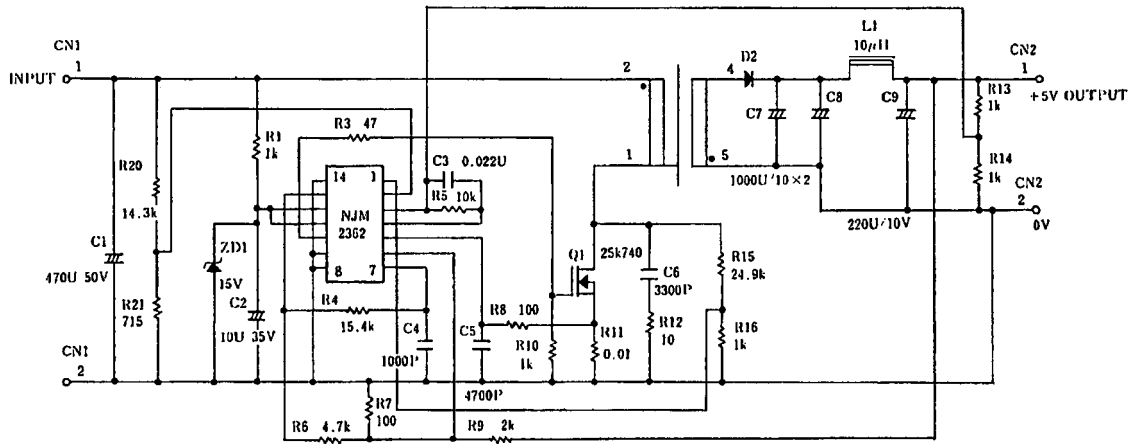 CN1
1
INPUT
R20
14.3k
C1
470U 50V
R21
715
CN1
2
R1
1k
ZD1
15V
C2
10U 35V
R3 47
14
1
NJM
2362
8
7
C3
0.022U
R5
10k
R4
15.4k
C4
1000P
C5
4700P
R8 100
R10
1k
R6 4.7k
R7
100
R9 2k
Q1
25k740
R11
0.01
C6
3300P
R12
10
R15
24.9k
R16
1k
2
1
4
5
D2
C7
C8
C9
1000U/10×2
L1
10μH
220U/10V
CN2
1
+5V OUTPUT
R13
1k
R14
1k
CN2
2
0V